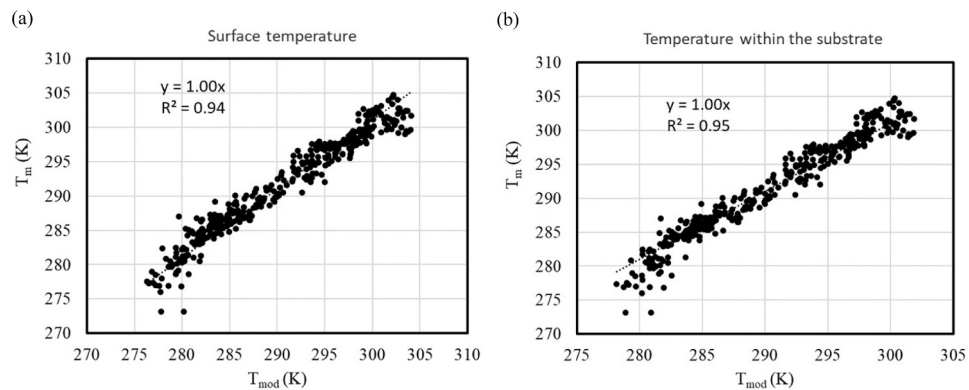 (a)
Surface temperature
y = 1.00x
R² = 0.94
310
305
300
295
290
285
280
275
270
Tm (K)
270 275 280 285 290 295 300 305 310
Tmod (K)
(b)
Temperature within the substrate
y = 1.00x
R² = 0.95
310
305
300
295
290
285
280
275
270
Tm (K)
275 280 285 290 295 300 305
Tmod (K)